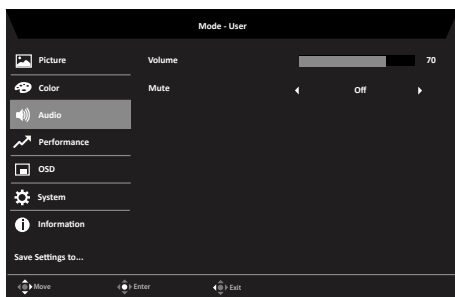 Mode - User
Picture
Volume 70
Color
Mute Off
Audio
Performance
OSD
System
Information
Save Settings to...
Move Enter Exit